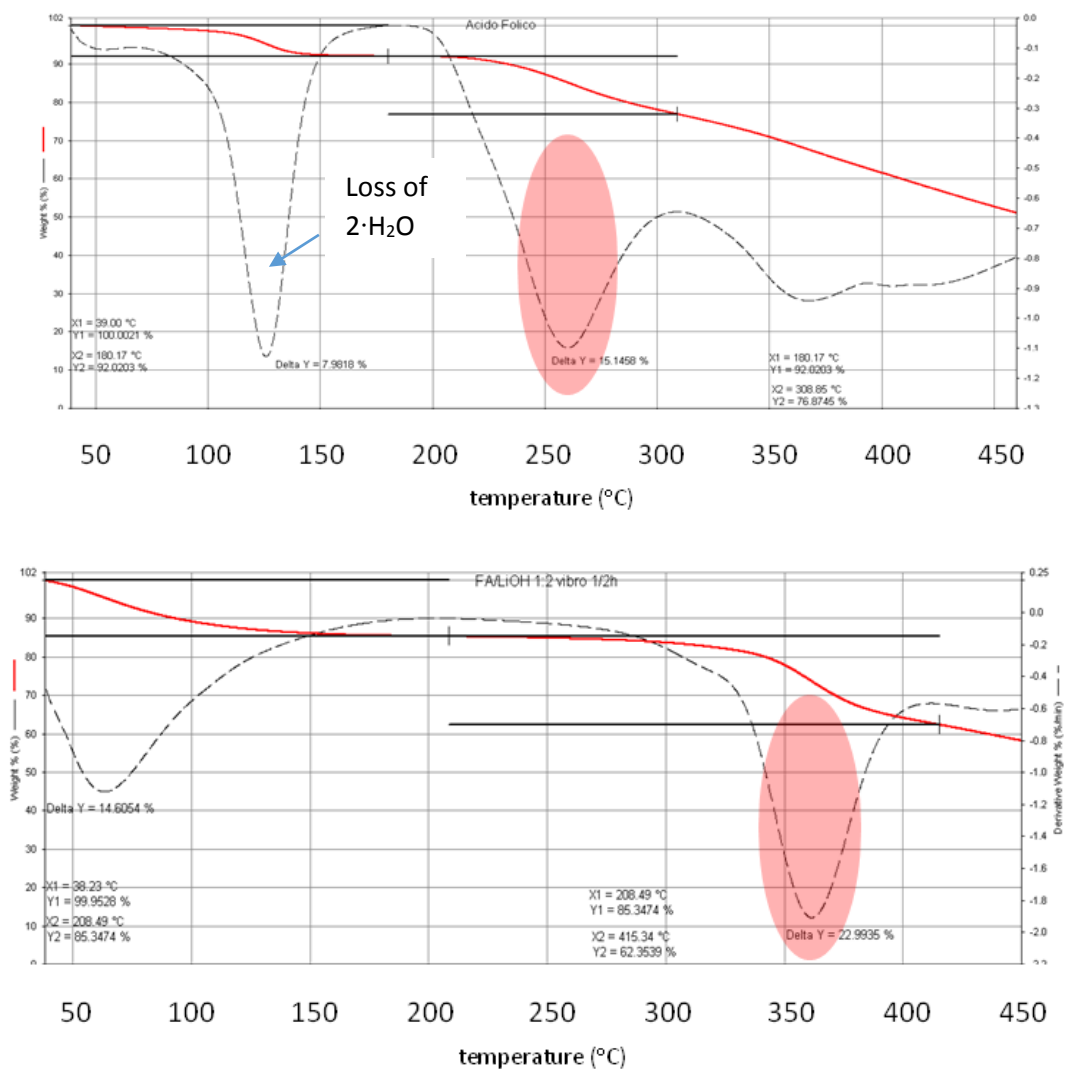 102
Acido Folico
0.0
90
80
70
60
50
40
30
20
10
0
Weight % (%)
-0.1
-0.2
-0.3
-0.4
-0.5
-0.6
-0.7
-0.8
-0.9
-1.0
-1.1
-1.2
-1.3
Loss of
2·H₂O
X1 = 39.00 °C
Y1 = 100.0021 %
X2 = 180.17 °C
Y2 = 92.0203 %
Delta Y = 7.9818 %
Delta Y = 15.1458 %
X1 = 180.17 °C
Y1 = 92.0203 %
X2 = 308.85 °C
Y2 = 76.8745 %
50 100 150 200 250 300 350 400 450
temperature (°C)
102
FA/LiOH 1:2 vibro 1/2h
0.25
90
80
70
60
50
40
30
20
10
0
Weight % (%)
0.0
-0.2
-0.4
-0.6
-0.8
-1.0
-1.2
-1.4
-1.6
-1.8
-2.0
-2.2
Derivative Weight % (%/min)
Delta Y = 14.6054 %
X1 = 38.23 °C
Y1 = 99.9528 %
X2 = 208.49 °C
Y2 = 85.3474 %
X1 = 208.49 °C
Y1 = 85.3474 %
X2 = 415.34 °C
Y2 = 62.3539 %
Delta Y = 22.9935 %
50 100 150 200 250 300 350 400 450
temperature (°C)